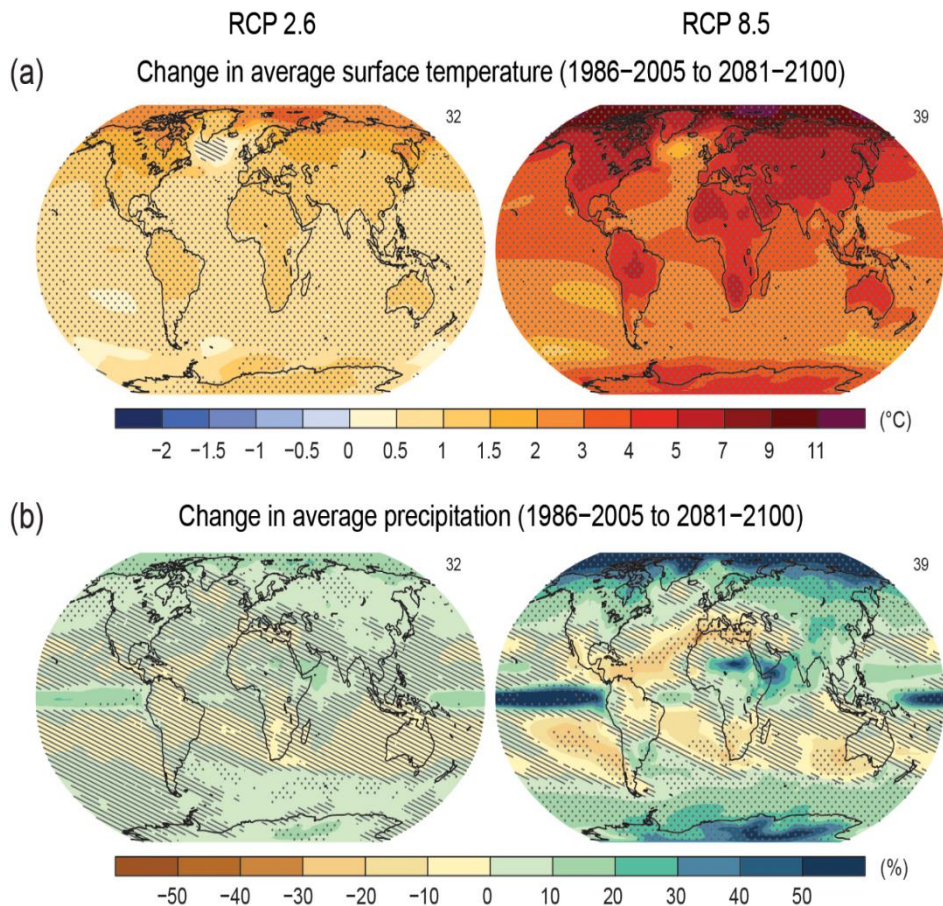 RCP 2.6 RCP 8.5
(a) Change in average surface temperature (1986−2005 to 2081−2100)
32 39
−2 −1.5 −1 −0.5 0 0.5 1 1.5 2 3 4 5 7 9 11 (°C)
(b) Change in average precipitation (1986−2005 to 2081−2100)
32 39
−50 −40 −30 −20 −10 0 10 20 30 40 50 (%)